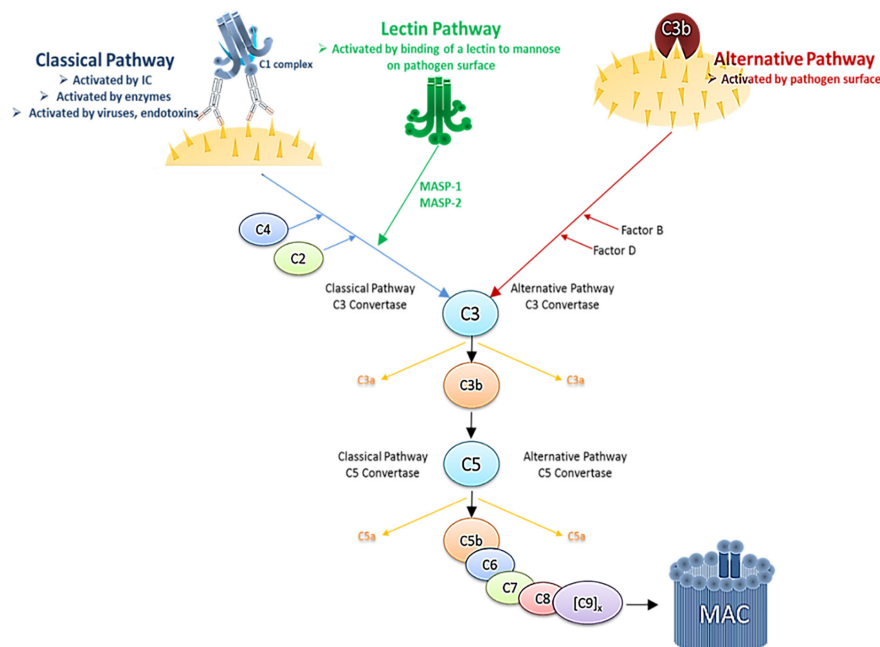 Classical Pathway
➢ Activated by IC
➢ Activated by enzymes
➢ Activated by viruses, endotoxins
C1 complex
Lectin Pathway
➢ Activated by binding of a lectin to mannose
on pathogen surface
C3b
Alternative Pathway
➢ Activated by pathogen surface
MASP-1
MASP-2
C4
C2
Factor B
Factor D
Classical Pathway
C3 Convertase
C3
Alternative Pathway
C3 Convertase
C3a
C3b
C3a
Classical Pathway
C5 Convertase
C5
Alternative Pathway
C5 Convertase
C5a
C5b
C5a
C6
C7
C8
[C9]x
MAC